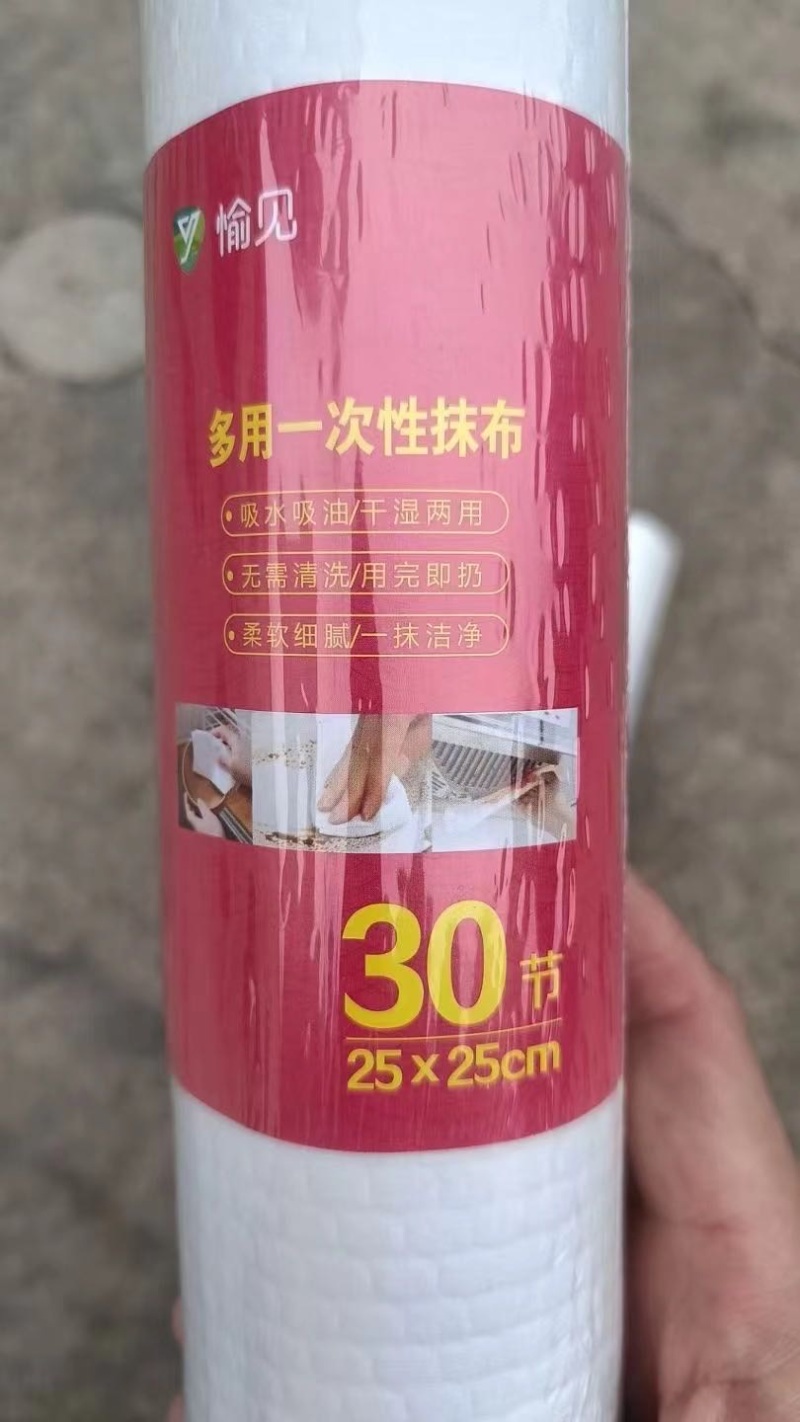 愉见
多用一次性抹布
吸水吸油/干湿两用
无需清洗/用完即扔
柔软细腻/一抹洁净
30节
25x25cm